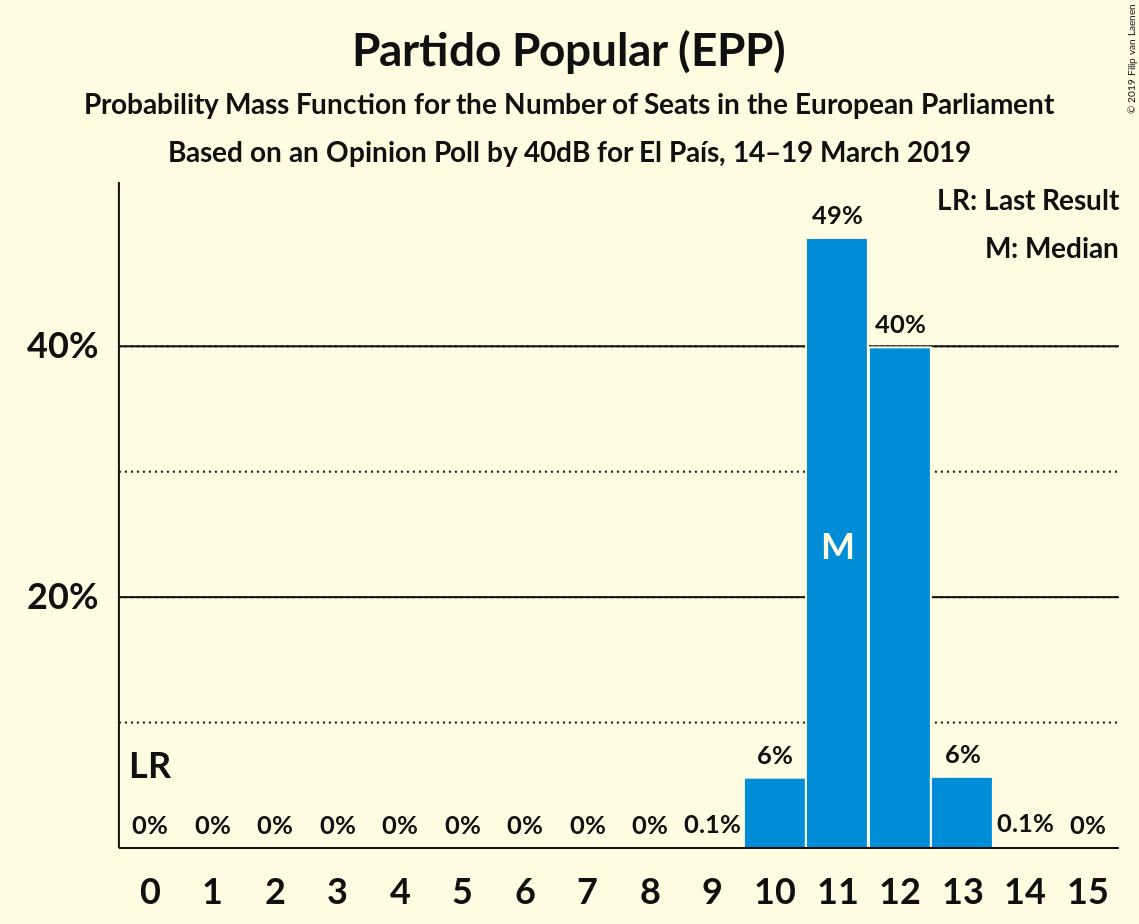 Partido Popular (EPP)
Probability Mass Function for the Number of Seats in the European Parliament
Based on an Opinion Poll by 40dB for El País, 14–19 March 2019
© 2019 Filip van Laenen
LR: Last Result
M: Median
49%
40%
40%
M
20%
LR
6%
6%
0%
0%
0%
0%
0%
0%
0%
0%
0%
0.1%
0.1%
0%
0 1 2 3 4 5 6 7 8 9 10 11 12 13 14 15